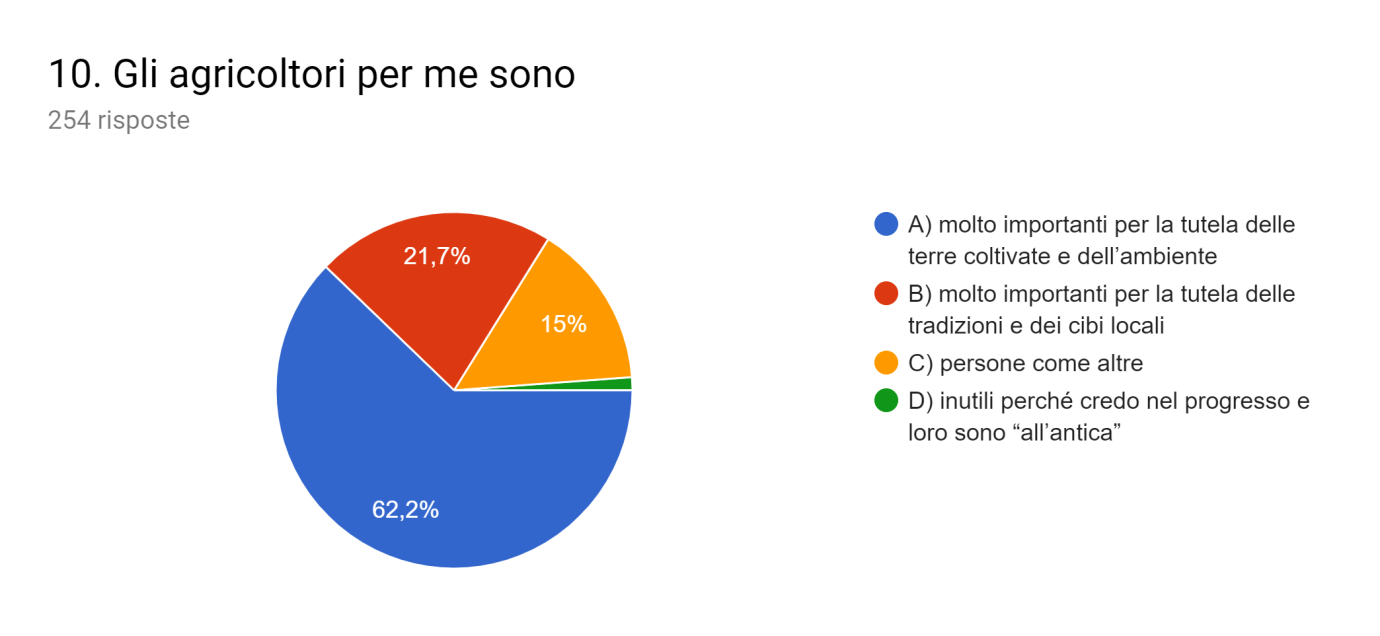 10. Gli agricoltori per me sono
254 risposte
21,7%
15%
62,2%
A) molto importanti per la tutela delle
terre coltivate e dell’ambiente
B) molto importanti per la tutela delle
tradizioni e dei cibi locali
C) persone come altre
D) inutili perché credo nel progresso e
loro sono “all’antica”